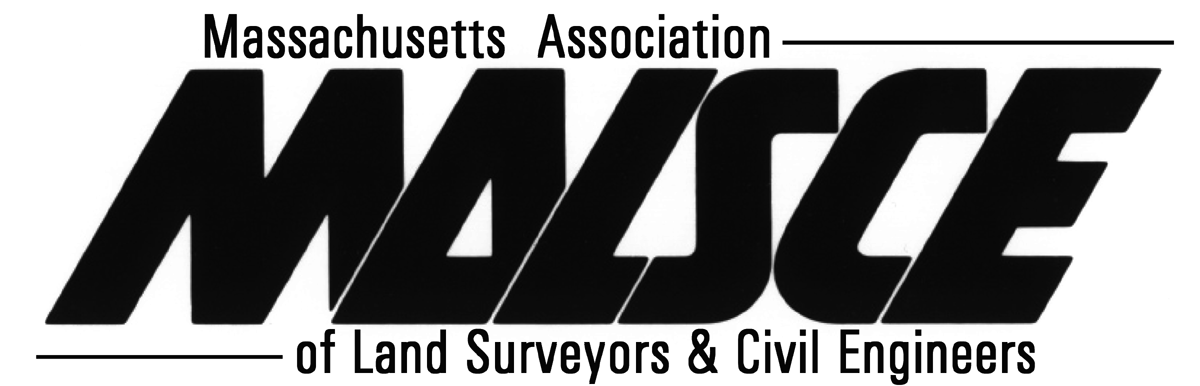 Massachusetts Association
MALSCE
of Land Surveyors & Civil Engineers